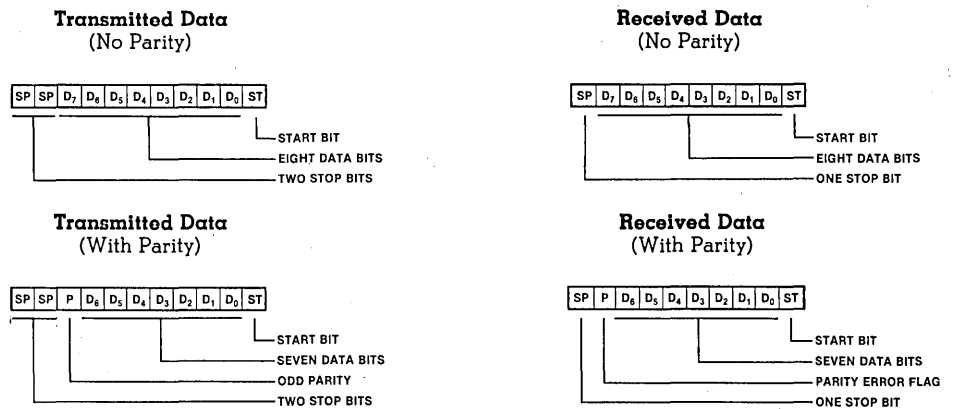 Transmitted Data
(No Parity)
SP SP D₇ D₆ D₅ D₄ D₃ D₂ D₁ D₀ ST
START BIT
EIGHT DATA BITS
TWO STOP BITS
Received Data
(No Parity)
SP D₇ D₆ D₅ D₄ D₃ D₂ D₁ D₀ ST
START BIT
EIGHT DATA BITS
ONE STOP BIT
Transmitted Data
(With Parity)
SP SP P D₆ D₅ D₄ D₃ D₂ D₁ D₀ ST
START BIT
SEVEN DATA BITS
ODD PARITY
TWO STOP BITS
Received Data
(With Parity)
SP P D₆ D₅ D₄ D₃ D₂ D₁ D₀ ST
START BIT
SEVEN DATA BITS
PARITY ERROR FLAG
ONE STOP BIT